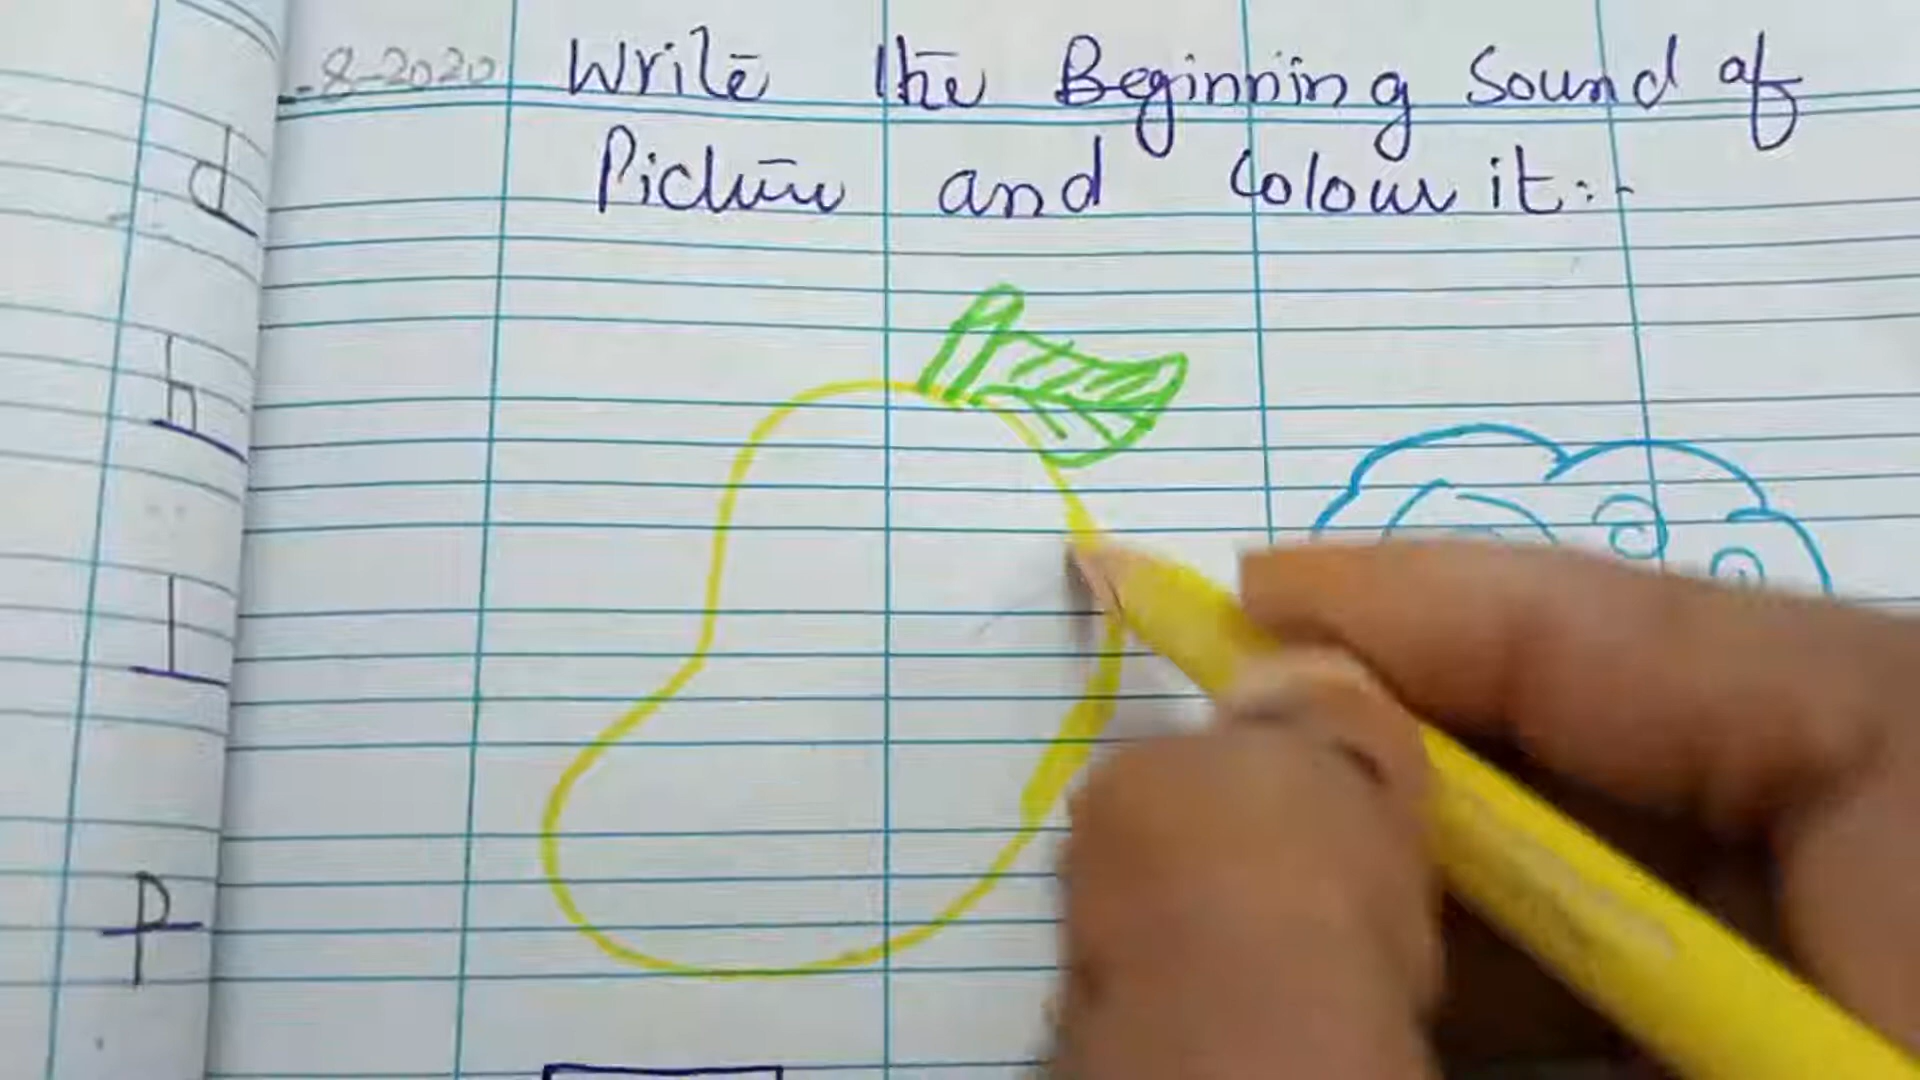 -8-2020
Write the Beginning Sound of
Picture and Colour it:-
d
h
l
p